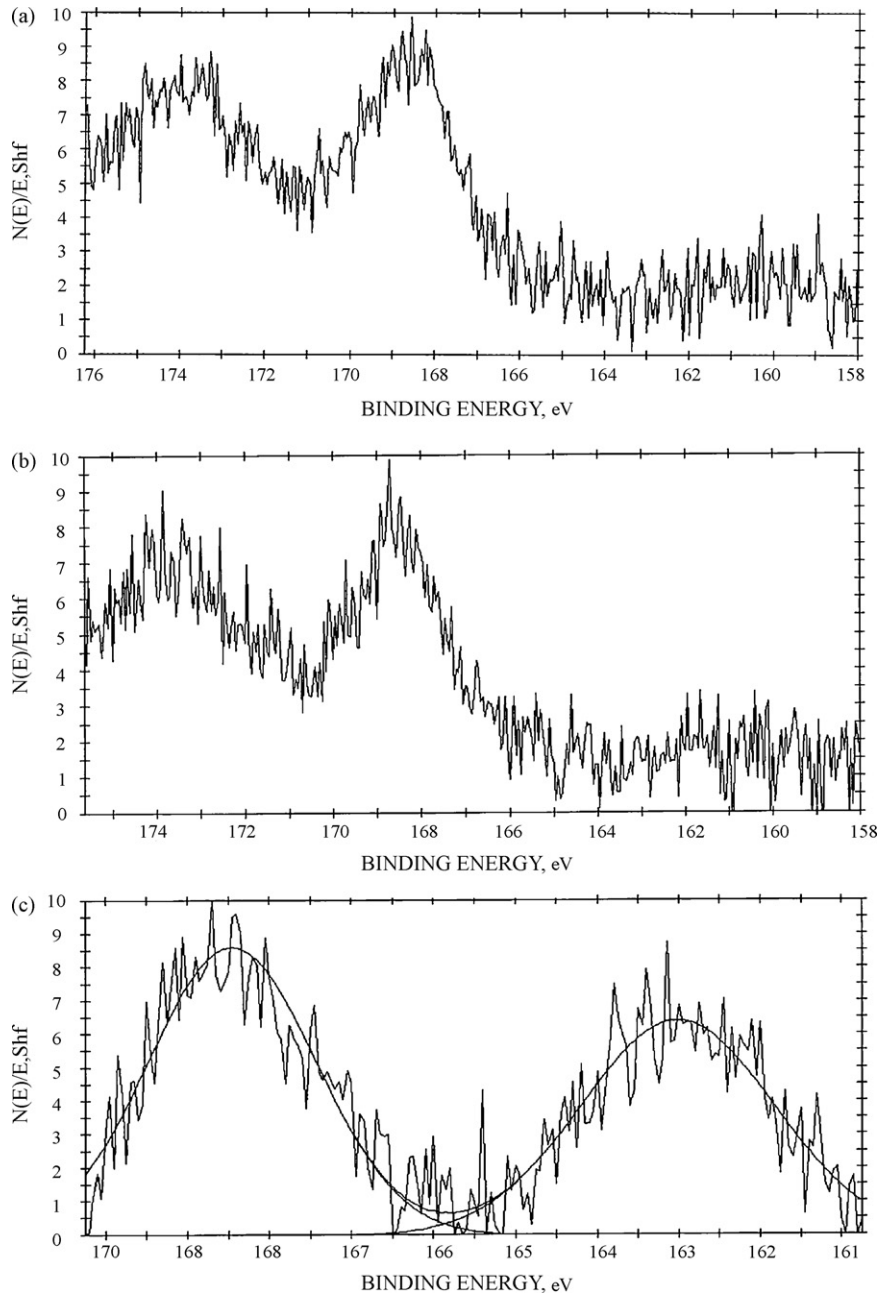 (a)
10
9
8
7
6
5
4
3
2
1
0
N(E)/E,Shf
176 174 172 170 168 166 164 162 160 158
BINDING ENERGY, eV
(b)
10
9
8
7
6
5
4
3
2
1
0
N(E)/E,Shf
174 172 170 168 166 164 162 160 158
BINDING ENERGY, eV
(c)
10
9
8
7
6
5
4
3
2
1
0
N(E)/E,Shf
170 168 168 167 166 165 164 163 162 161
BINDING ENERGY, eV